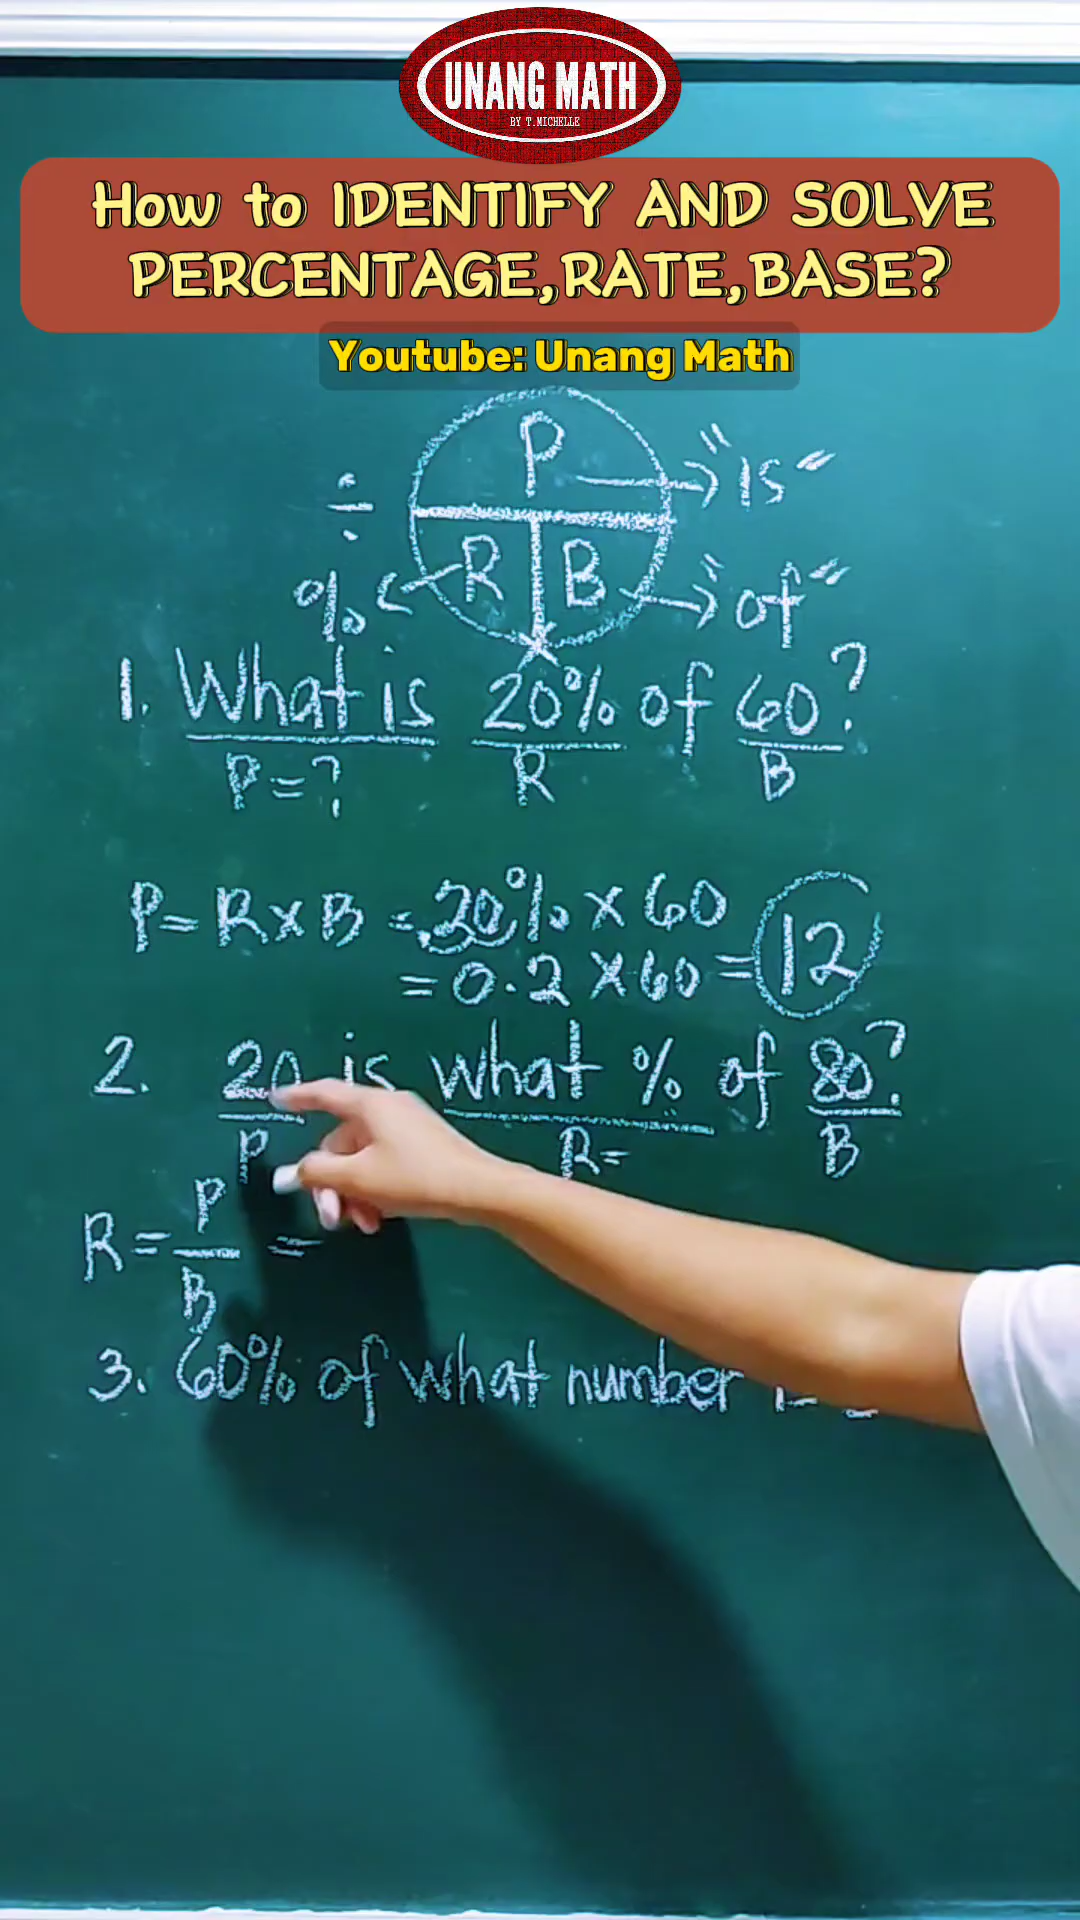 UNANG MATH
BY T. MICHELLE
How to IDENTIFY AND SOLVE
PERCENTAGE, RATE, BASE?
Youtube: Unang Math
P → "is"
÷
% ← R B → "of"
×
1. What is 20% of 60?
P = ? R B
P = R × B = .20% × 60
= 0.2 × 60 = 12
2. 20 is what % of 80?
P R = B
R = P/B =
3. 60% of what number